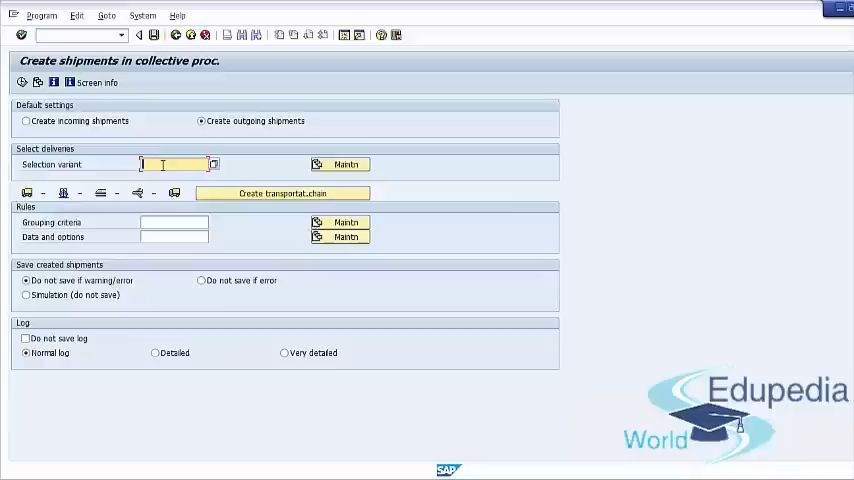 Program Edit Goto System Help
Create shipments in collective proc.
Screen info
Default settings
Create incoming shipments Create outgoing shipments
Select deliveries
Selection variant Maintn
Create transportat.chain
Rules
Grouping criteria Maintn
Data and options Maintn
Save created shipments
Do not save if warning/error Do not save if error
Simulation (do not save)
Log
Do not save log
Normal log Detailed Very detailed
Edupedia
World
SAP